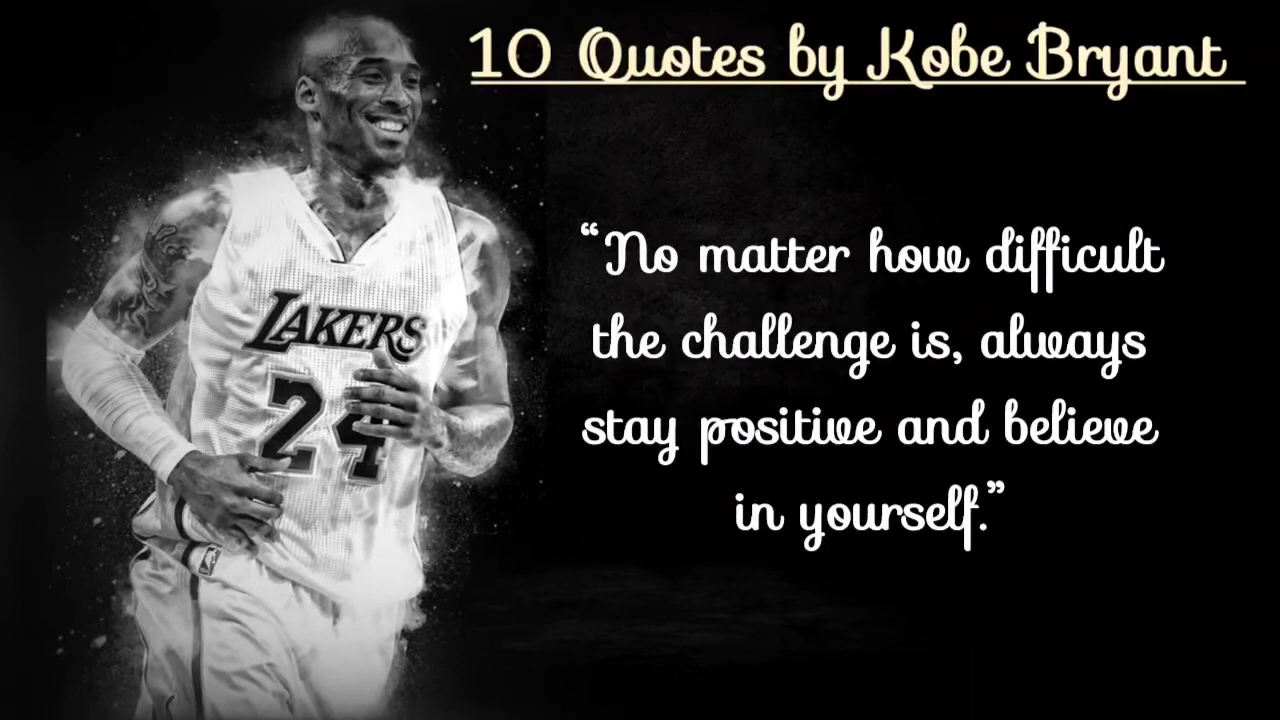 10 Quotes by Kobe Bryant
“No matter how difficult
the challenge is, always
stay positive and believe
in yourself.”
LAKERS
24